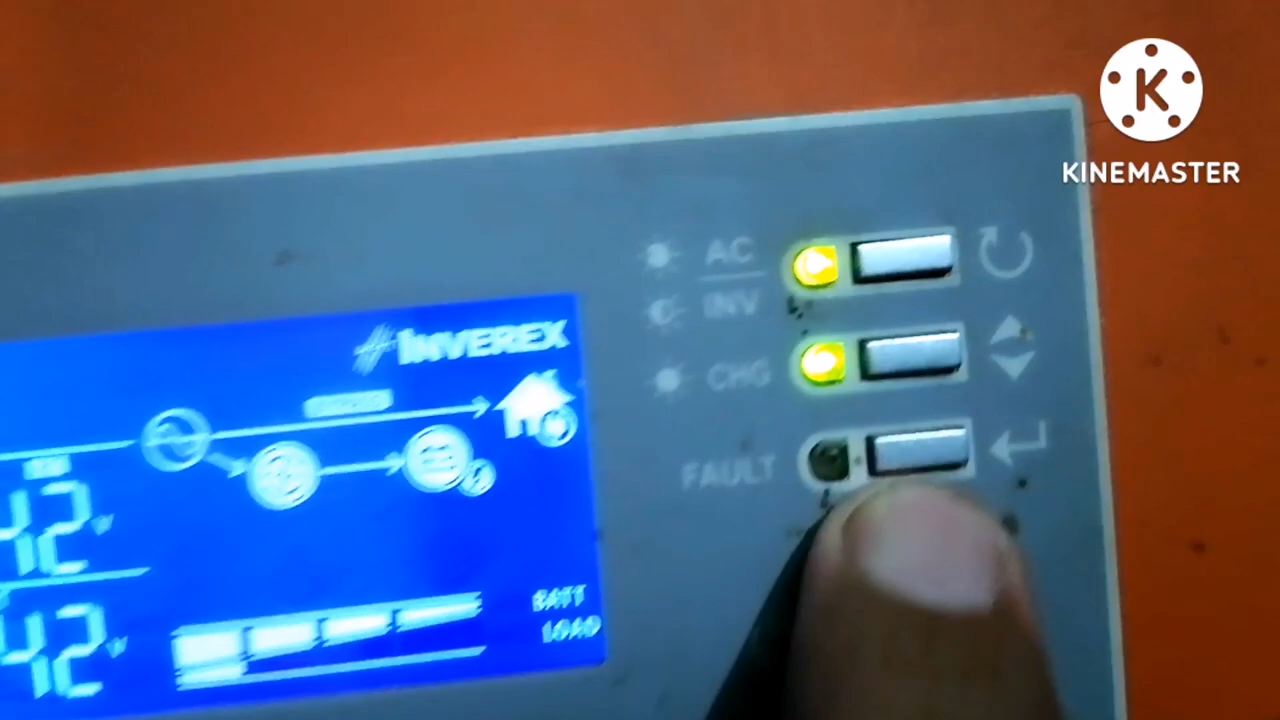 K
KINEMASTER
AC
INV
CHG
FAULT
INVEREX
42 V
42 V
BATT
LOAD